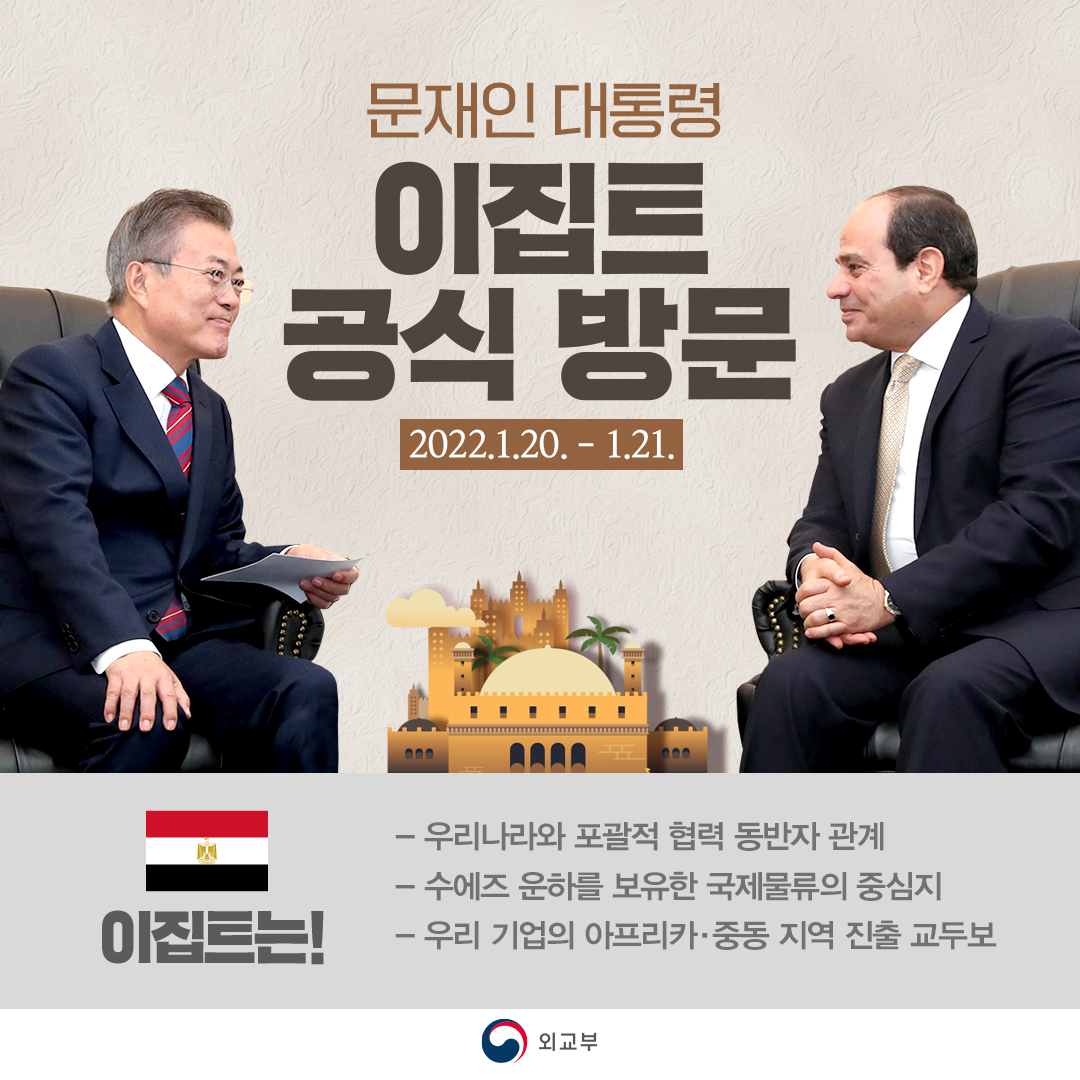 문재인 대통령
이집트
공식 방문
2022.1.20. - 1.21.
이집트는!
- 우리나라와 포괄적 협력 동반자 관계
- 수에즈 운하를 보유한 국제물류의 중심지
- 우리 기업의 아프리카·중동 지역 진출 교두보
외교부